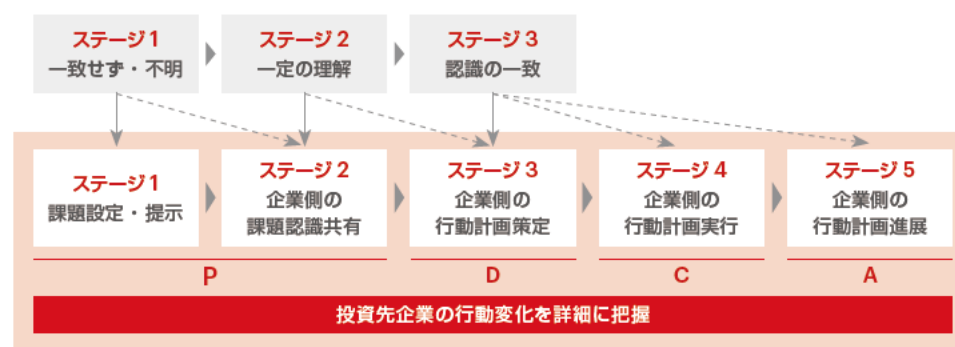 ステージ1
一致せず・不明
ステージ2
一定の理解
ステージ3
認識の一致
ステージ1
課題設定・提示
ステージ2
企業側の
課題認識共有
ステージ3
企業側の
行動計画策定
ステージ4
企業側の
行動計画実行
ステージ5
企業側の
行動計画進展
P
D
C
A
投資先企業の行動変化を詳細に把握